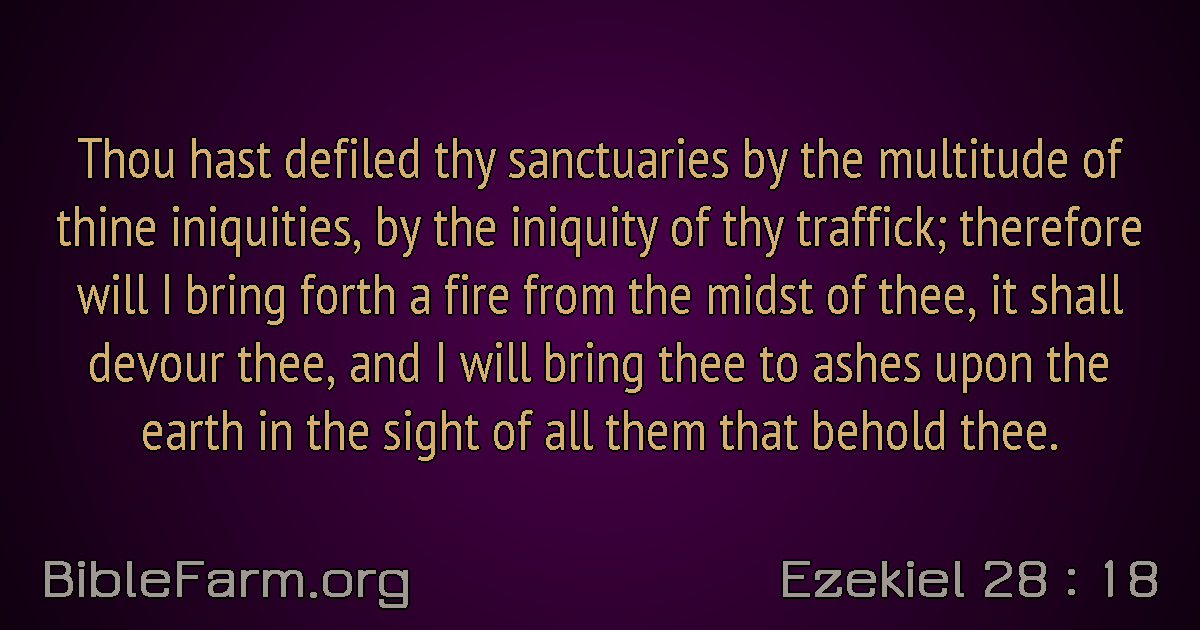 Thou hast defiled thy sanctuaries by the multitude of
thine iniquities, by the iniquity of thy traffick; therefore
will I bring forth a fire from the midst of thee, it shall
devour thee, and I will bring thee to ashes upon the
earth in the sight of all them that behold thee.
BibleFarm.org
Ezekiel 28 : 18